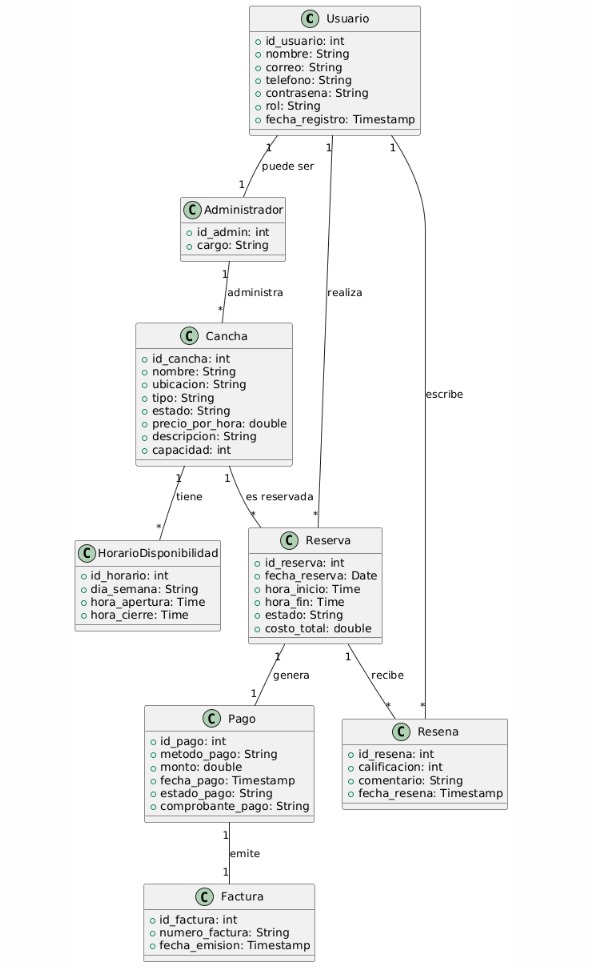 C Usuario
id_usuario: int
nombre: String
correo: String
telefono: String
contrasena: String
rol: String
fecha_registro: Timestamp
1 1 1
puede ser
1
C Administrador
id_admin: int
cargo: String
1
administra
realiza
*
C Cancha
id_cancha: int
nombre: String
ubicacion: String
tipo: String
estado: String
precio_por_hora: double
descripcion: String
capacidad: int
escribe
1 1
tiene
es reservada
* * *
C HorarioDisponibilidad
id_horario: int
dia_semana: String
hora_apertura: Time
hora_cierre: Time
C Reserva
id_reserva: int
fecha_reserva: Date
hora_inicio: Time
hora_fin: Time
estado: String
costo_total: double
1 1
genera
recibe
1 * *
C Pago
id_pago: int
metodo_pago: String
monto: double
fecha_pago: Timestamp
estado_pago: String
comprobante_pago: String
C Resena
id_resena: int
calificacion: int
comentario: String
fecha_resena: Timestamp
1
emite
1
C Factura
id_factura: int
numero_factura: String
fecha_emision: Timestamp